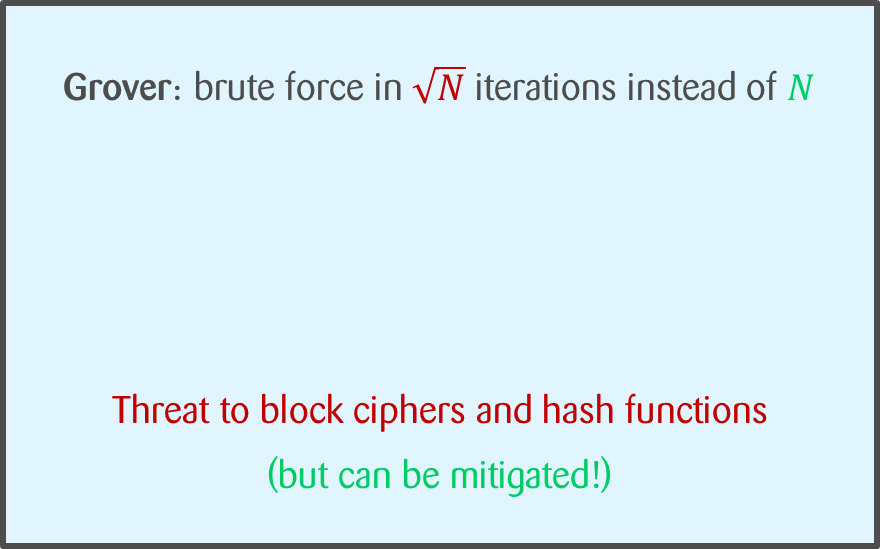 Grover: brute force in √N iterations instead of N
Threat to block ciphers and hash functions
(but can be mitigated!)